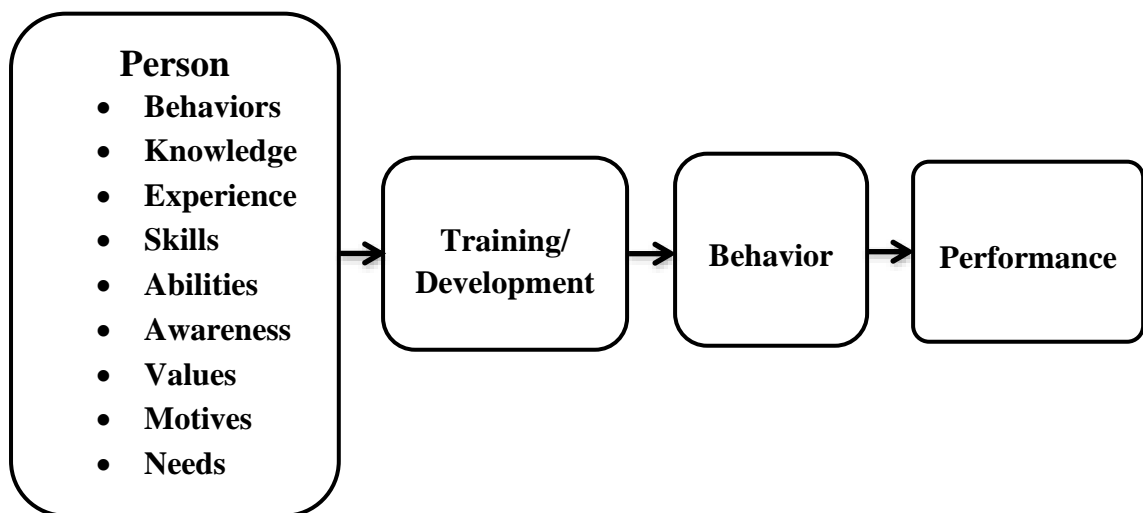 Person
• Behaviors
• Knowledge
• Experience
• Skills
• Abilities
• Awareness
• Values
• Motives
• Needs
Training/
Development
Behavior
Performance